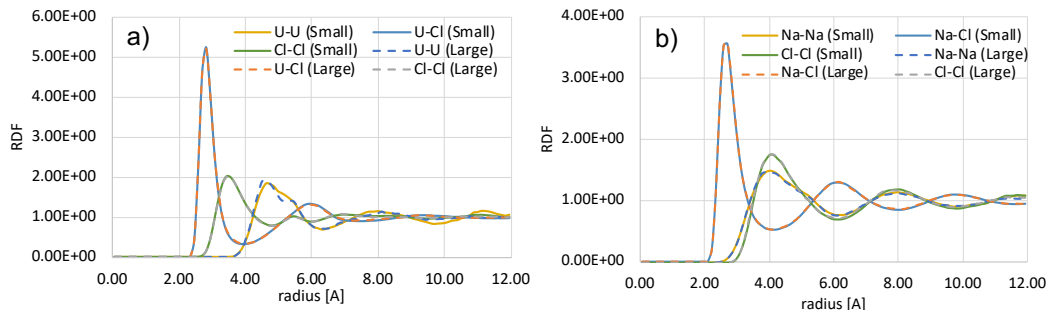 a)
U-U (Small) U-Cl (Small)
Cl-Cl (Small) U-U (Large)
U-Cl (Large) Cl-Cl (Large)
RDF
6.00E+00
5.00E+00
4.00E+00
3.00E+00
2.00E+00
1.00E+00
0.00E+00
0.00 2.00 4.00 6.00 8.00 10.00 12.00
radius [A]
b)
Na-Na (Small) Na-Cl (Small)
Cl-Cl (Small) Na-Na (Large)
Na-Cl (Large) Cl-Cl (Large)
RDF
4.00E+00
3.00E+00
2.00E+00
1.00E+00
0.00E+00
0.00 2.00 4.00 6.00 8.00 10.00 12.00
radius [A]